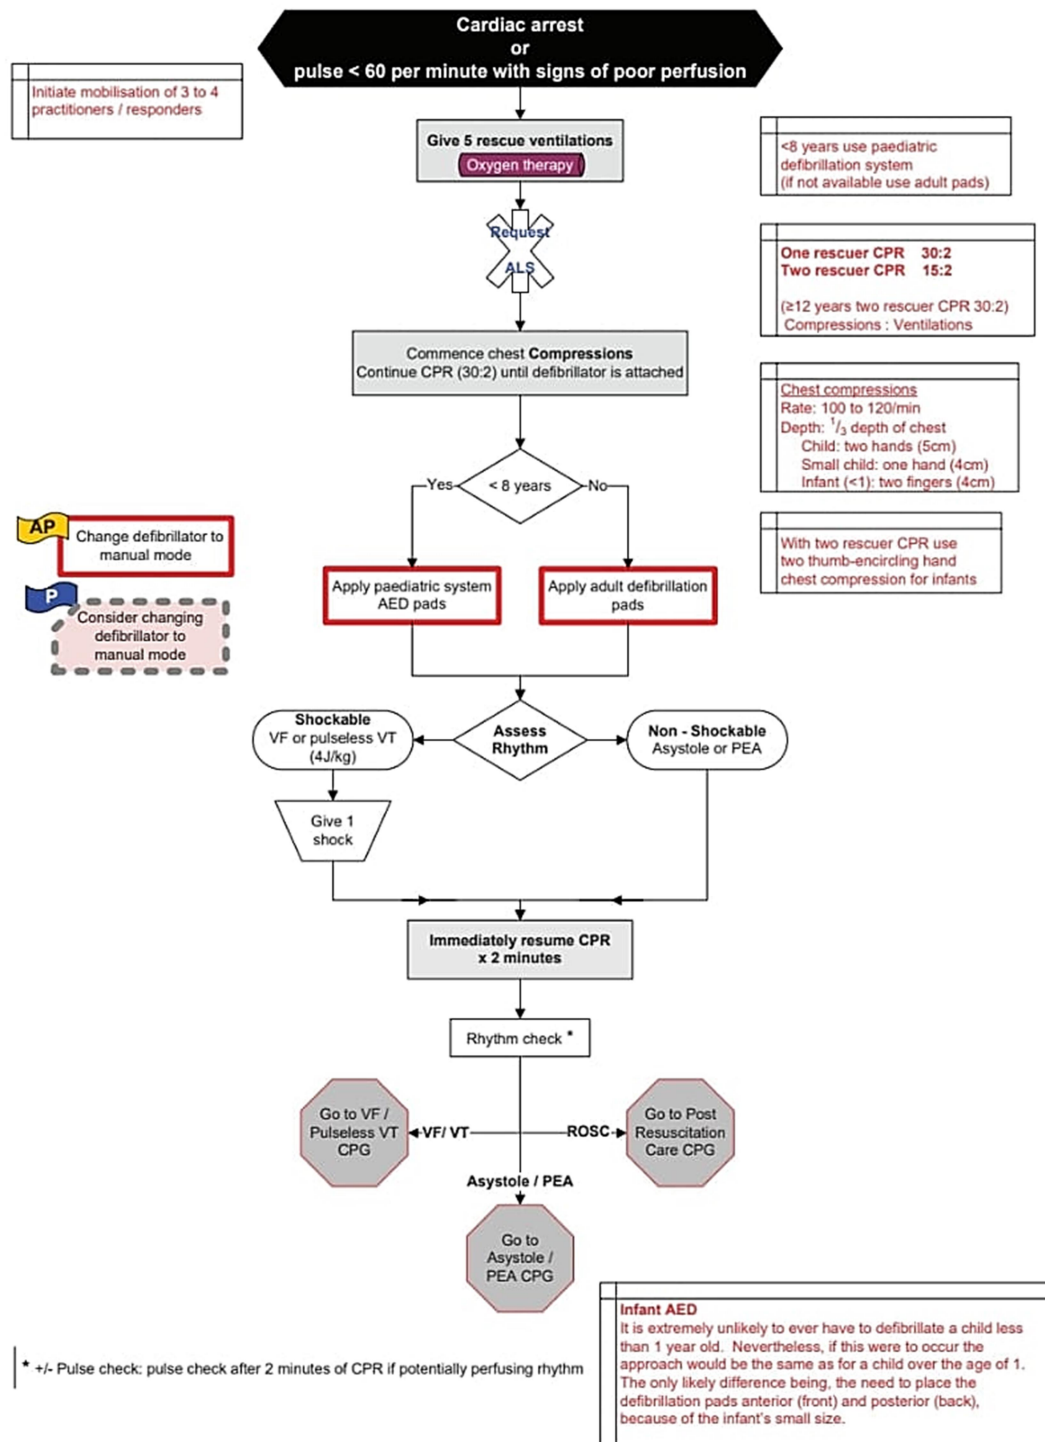 Cardiac arrest
or
pulse < 60 per minute with signs of poor perfusion
Initiate mobilisation of 3 to 4
practitioners / responders
Give 5 rescue ventilations
Oxygen therapy
<8 years use paediatric
defibrillation system
(if not available use adult pads)
Request
ALS
One rescuer CPR 30:2
Two rescuer CPR 15:2
(≥12 years two rescuer CPR 30:2)
Compressions : Ventilations
Commence chest Compressions
Continue CPR (30:2) until defibrillator is attached
Chest compressions
Rate: 100 to 120/min
Depth: 1/3 depth of chest
Child: two hands (5cm)
Small child: one hand (4cm)
Infant (<1): two fingers (4cm)
Yes
< 8 years
No
With two rescuer CPR use
two thumb-encircling hand
chest compression for infants
AP
Change defibrillator to
manual mode
P
Consider changing
defibrillator to
manual mode
Apply paediatric system
AED pads
Apply adult defibrillation
pads
Shockable
VF or pulseless VT
(4J/kg)
Assess
Rhythm
Non - Shockable
Asystole or PEA
Give 1
shock
Immediately resume CPR
x 2 minutes
Rhythm check *
Go to VF /
Pulseless VT
CPG
VF/ VT
ROSC
Go to Post
Resuscitation
Care CPG
Asystole / PEA
Go to
Asystole /
PEA CPG
* +/- Pulse check: pulse check after 2 minutes of CPR if potentially perfusing rhythm
Infant AED
It is extremely unlikely to ever have to defibrillate a child less
than 1 year old. Nevertheless, if this were to occur the
approach would be the same as for a child over the age of 1.
The only likely difference being, the need to place the
defibrillation pads anterior (front) and posterior (back),
because of the infant's small size.